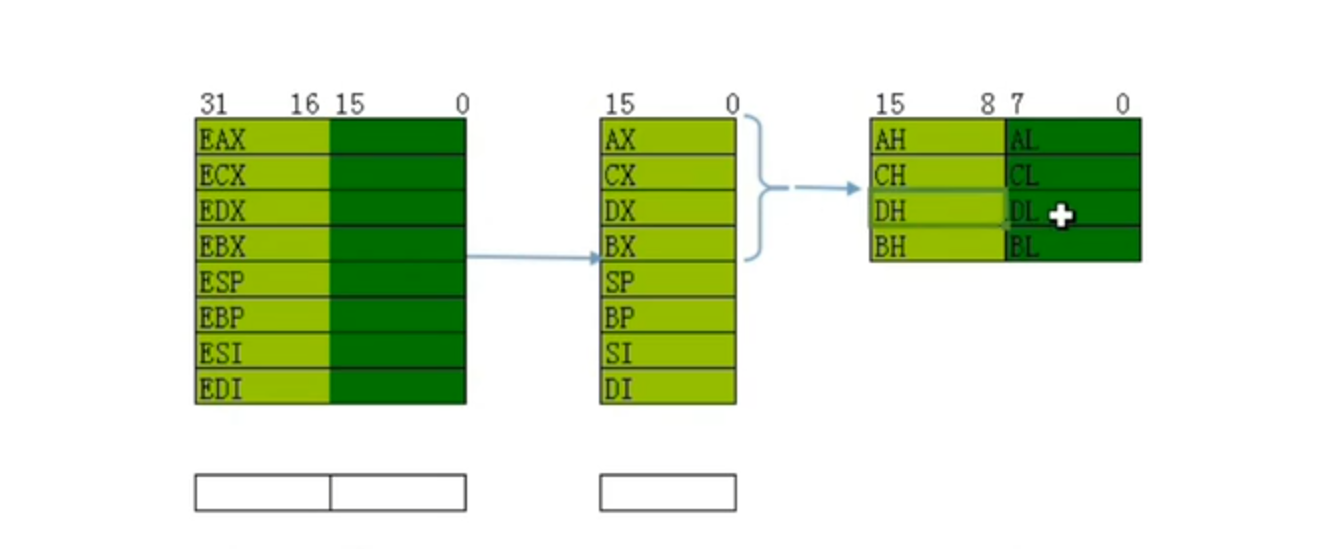 31 16 15 0 15 0 15 8 7 0
EAX AX AH AL
ECX CX CH CL
EDX DX DH DL
EBX BX BH BL
ESP SP
EBP BP
ESI SI
EDI DI